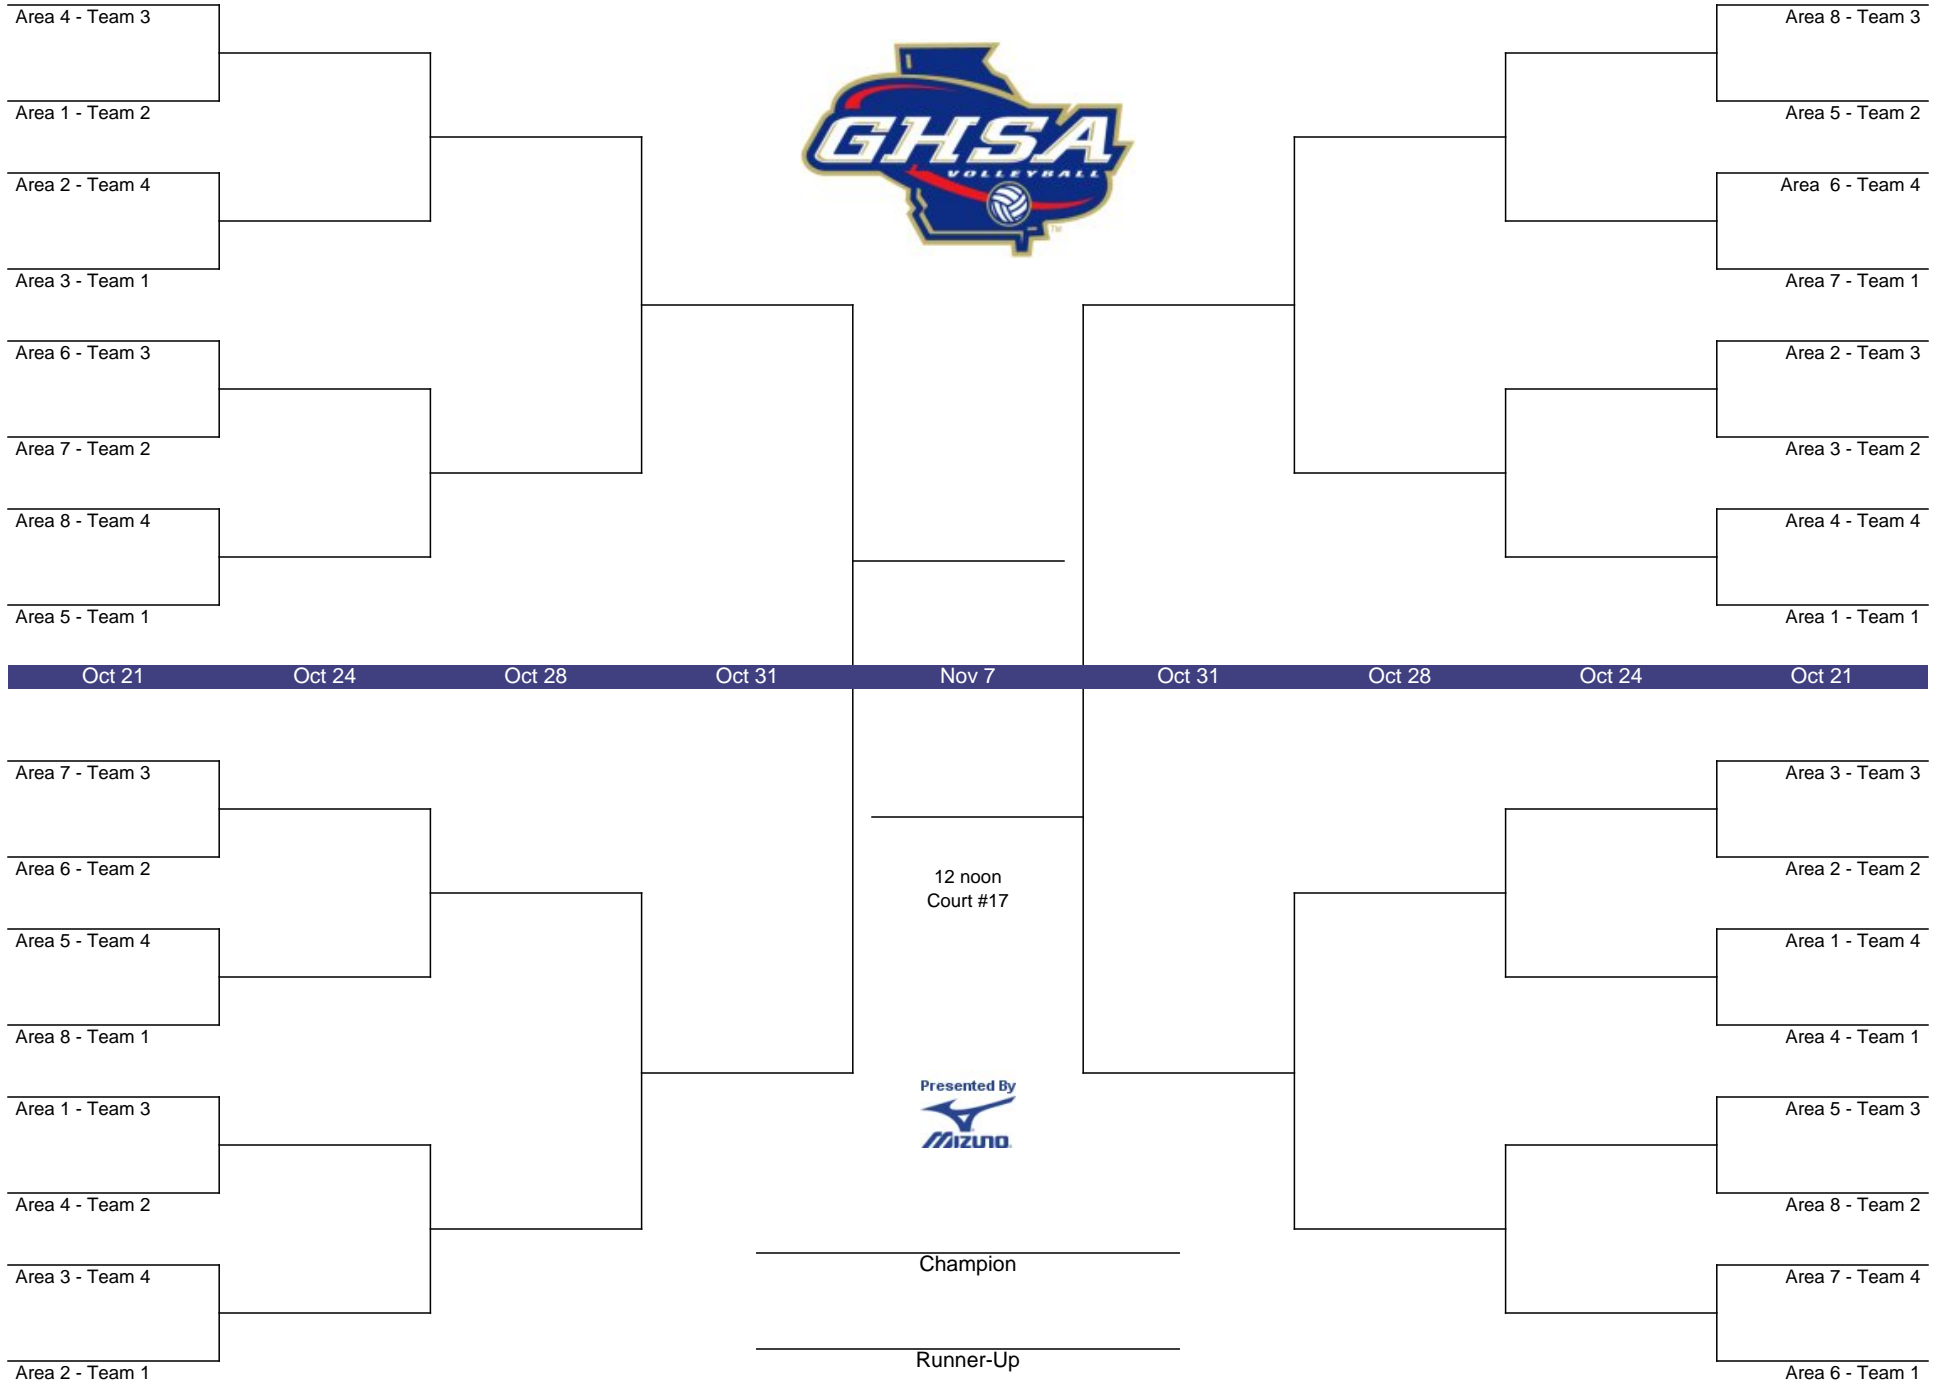 Area 4 - Team 3
Area 8 - Team 3
GHSA
VOLLEYBALL
TM
Area 1 - Team 2
Area 5 - Team 2
Area 2 - Team 4
Area  6 - Team 4
Area 3 - Team 1
Area 7 - Team 1
Area 6 - Team 3
Area 2 - Team 3
Area 7 - Team 2
Area 3 - Team 2
Area 8 - Team 4
Area 4 - Team 4
Area 5 - Team 1
Area 1 - Team 1
Oct 21 Oct 24 Oct 28 Oct 31 Nov 7 Oct 31 Oct 28 Oct 24 Oct 21
Area 7 - Team 3
Area 3 - Team 3
Area 6 - Team 2
Area 2 - Team 2
12 noon
Court #17
Area 5 - Team 4
Area 1 - Team 4
Area 8 - Team 1
Area 4 - Team 1
Presented By
MIZUNO
Area 1 - Team 3
Area 5 - Team 3
Area 4 - Team 2
Area 8 - Team 2
Champion
Area 3 - Team 4
Area 7 - Team 4
Runner-Up
Area 2 - Team 1
Area 6 - Team 1